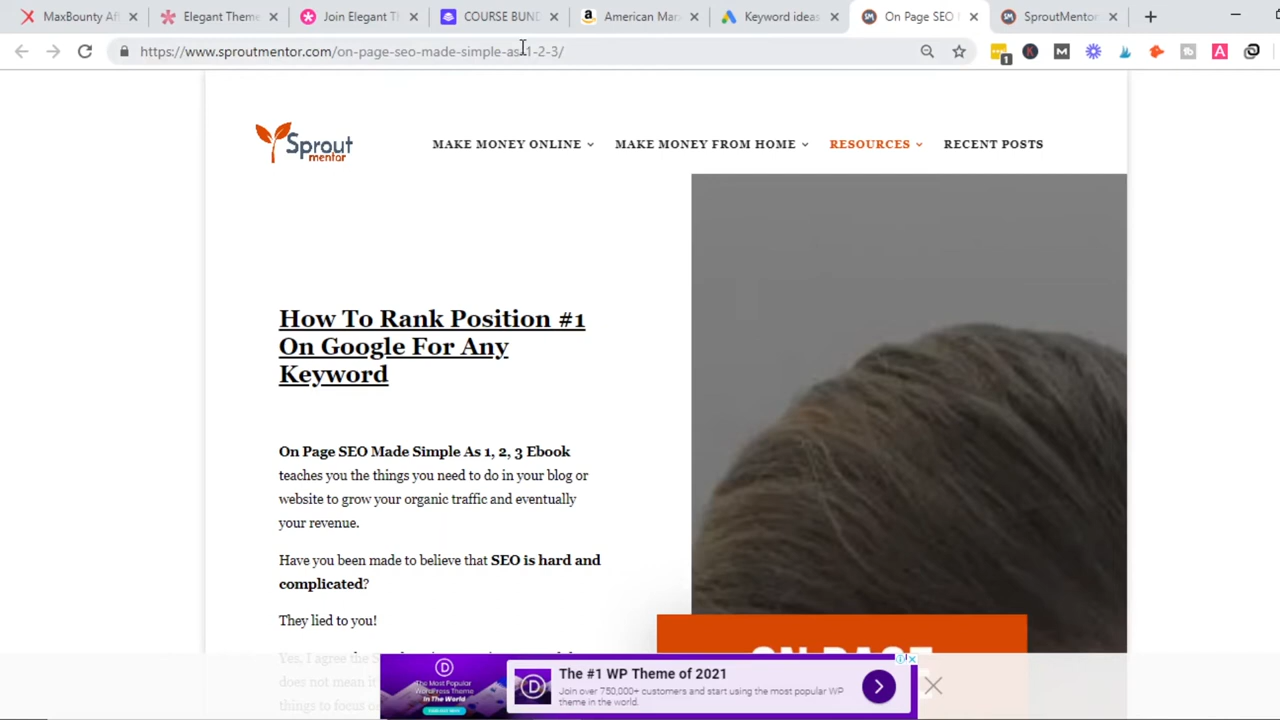 MaxBounty Aff
Elegant Theme
Join Elegant Th
COURSE BUND
American Mar
Keyword ideas
On Page SEO
SproutMentor
https://www.sproutmentor.com/on-page-seo-made-simple-as-1-2-3/
1
K
M
A
Sprout
mentor
MAKE MONEY ONLINE
MAKE MONEY FROM HOME
RESOURCES
RECENT POSTS
How To Rank Position #1
On Google For Any
Keyword
On Page SEO Made Simple As 1, 2, 3 Ebook
teaches you the things you need to do in your blog or
website to grow your organic traffic and eventually
your revenue.
Have you been made to believe that SEO is hard and
complicated?
They lied to you!
Yes, I agree the
does not mean it
things to focus
ON PAGE
The Most Popular
WordPress Theme
In The World
D
The #1 WP Theme of 2021
Join over 750,000+ customers and start using the most popular WP
theme in the world.